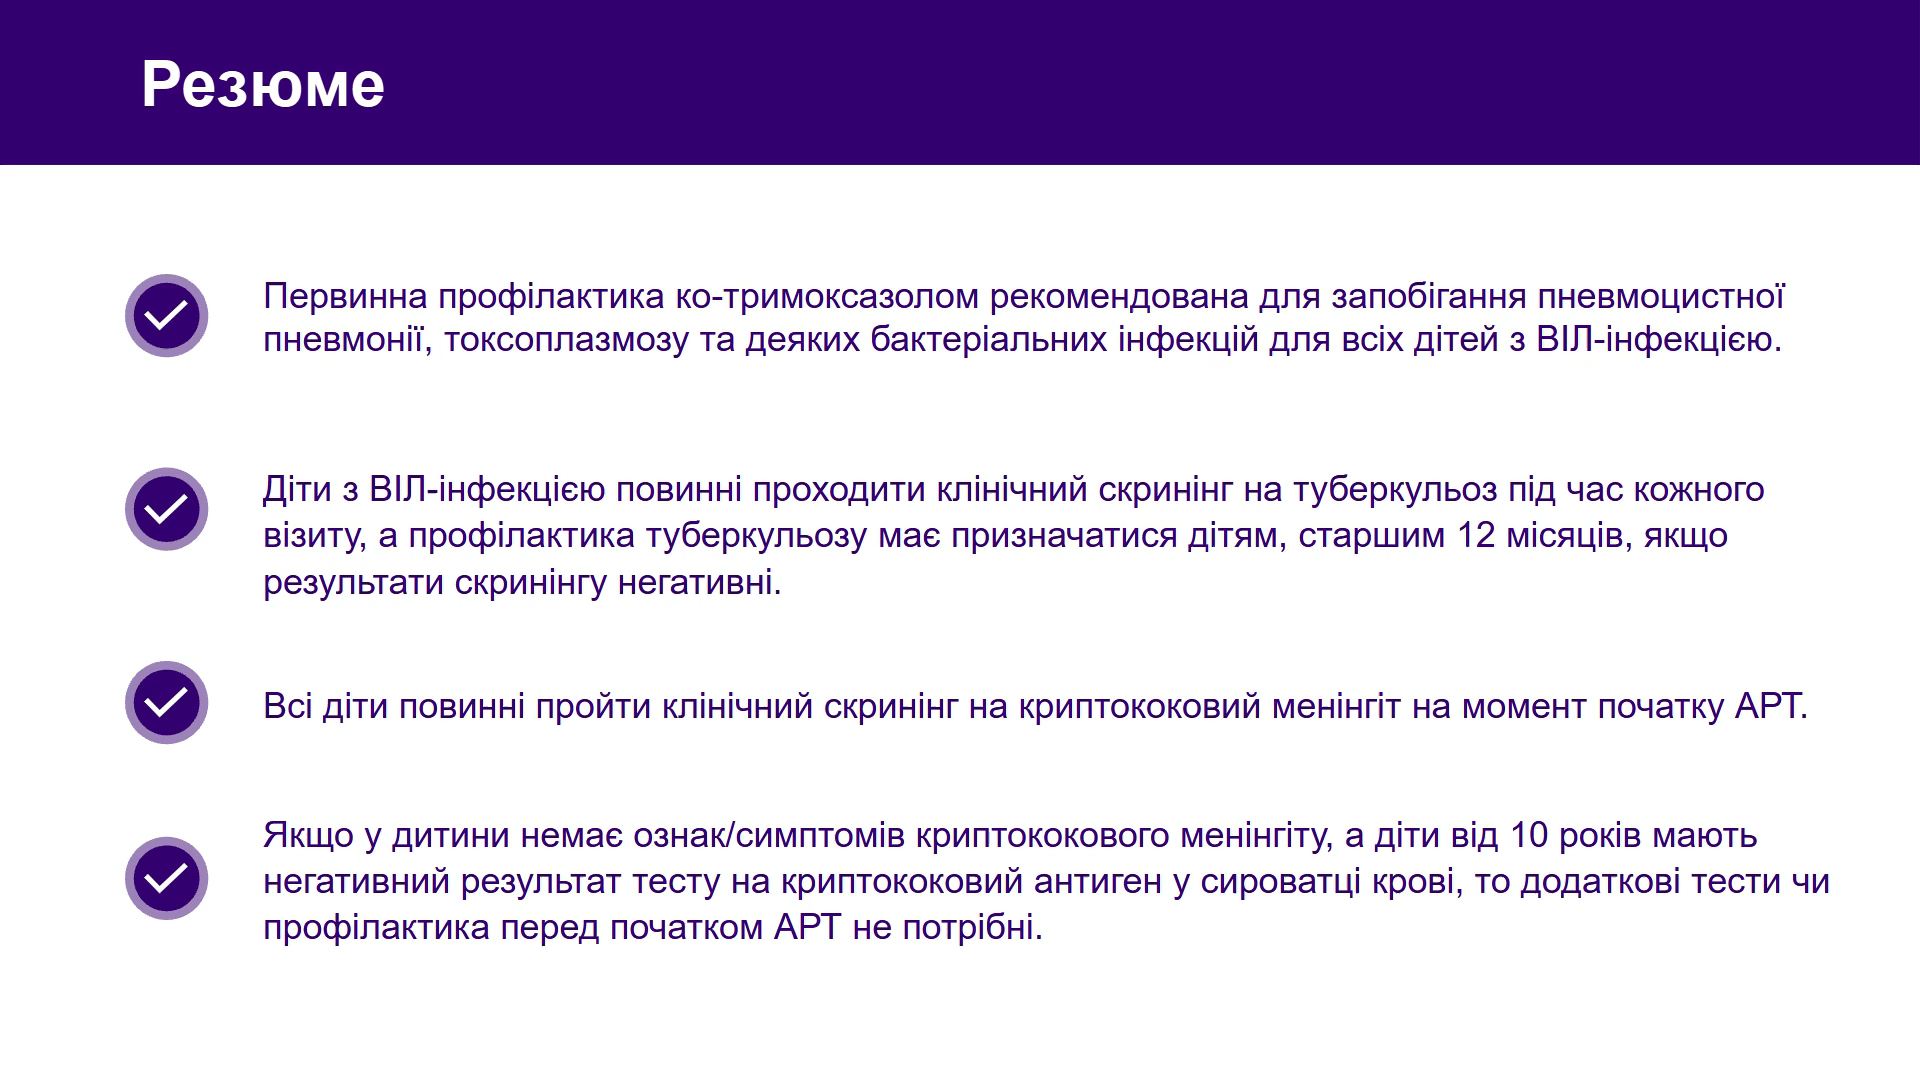 Резюме
Первинна профілактика ко-тримоксазолом рекомендована для запобігання пневмоцистної
пневмонії, токсоплазмозу та деяких бактеріальних інфекцій для всіх дітей з ВІЛ-інфекцією.
Діти з ВІЛ-інфекцією повинні проходити клінічний скринінг на туберкульоз під час кожного
візиту, а профілактика туберкульозу має призначатися дітям, старшим 12 місяців, якщо
результати скринінгу негативні.
Всі діти повинні пройти клінічний скринінг на криптококовий менінгіт на момент початку АРТ.
Якщо у дитини немає ознак/симптомів криптококового менінгіту, а діти від 10 років мають
негативний результат тесту на криптококовий антиген у сироватці крові, то додаткові тести чи
профілактика перед початком АРТ не потрібні.